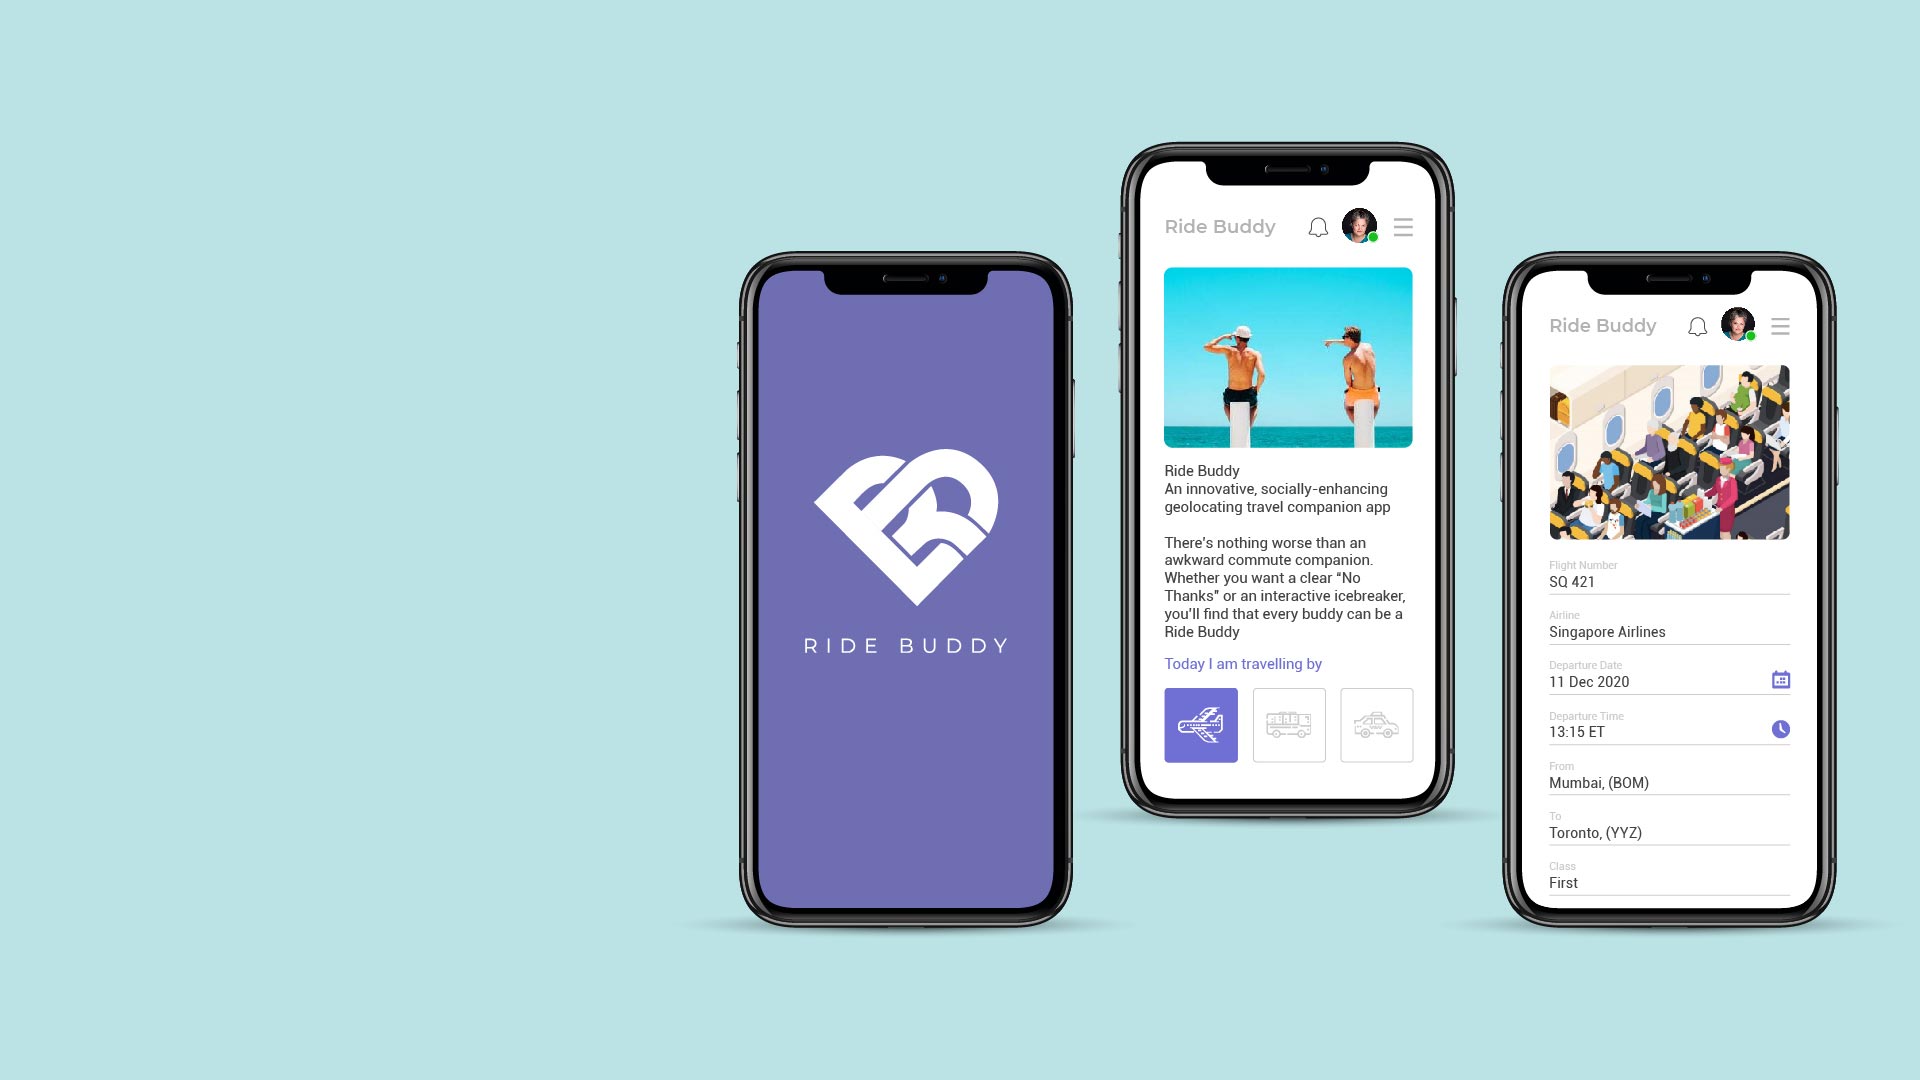 RIDE BUDDY
Ride Buddy
Ride Buddy
An innovative, socially-enhancing
geolocating travel companion app
There's nothing worse than an
awkward commute companion.
Whether you want a clear “No
Thanks” or an interactive icebreaker,
you'll find that every buddy can be a
Ride Buddy
Today I am travelling by
Ride Buddy
Flight Number
SQ 421
Airline
Singapore Airlines
Departure Date
11 Dec 2020
Departure Time
13:15 ET
From
Mumbai, (BOM)
To
Toronto, (YYZ)
Class
First